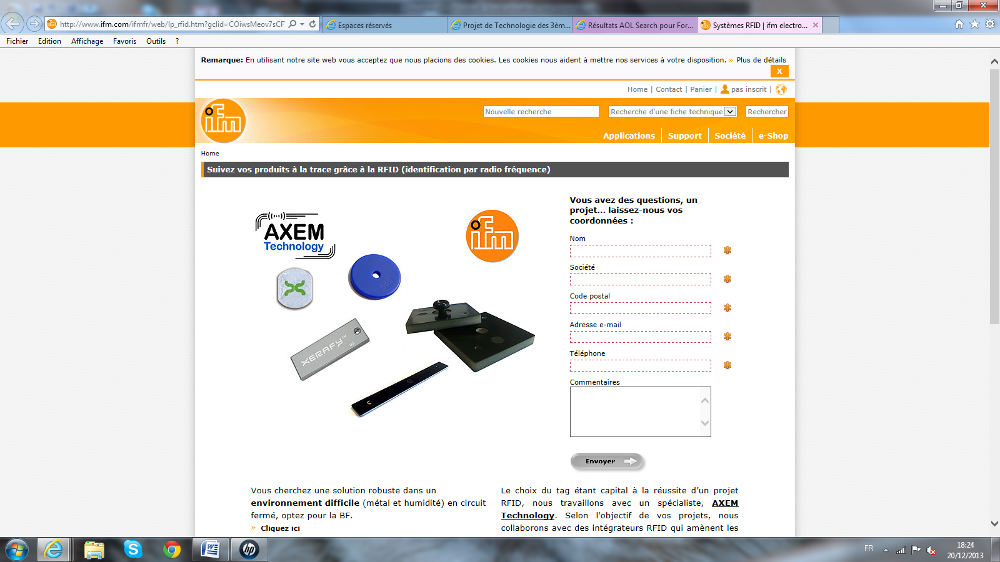 http://www.ifm.com/ifmfr/web/lp_rfid.htm?gclid=COiwsMeov7sCF
Espaces réservés
Projet de Technologie des 3èm...
Résultats AOL Search pour For...
Systèmes RFID | ifm electro...
Fichier Edition Affichage Favoris Outils ?
Remarque: En utilisant notre site web vous acceptez que nous placions des cookies. Les cookies nous aident à mettre nos services à votre disposition. » Plus de détails
X
Home | Contact | Panier | pas inscrit |
ifm
Nouvelle recherche
Recherche d'une fiche technique
Rechercher
Applications | Support | Société | e-Shop
Home
Suivez vos produits à la trace grâce à la RFID (identification par radio fréquence)
AXEM
Technology
ifm
XERAFY™
US
Vous avez des questions, un
projet... laissez-nous vos
coordonnées :
Nom
Société
Code postal
Adresse e-mail
Téléphone
Commentaires
Envoyer
Vous cherchez une solution robuste dans un
environnement difficile (métal et humidité) en circuit
fermé, optez pour la BF.
» Cliquez ici
Le choix du tag étant capital à la réussite d’un projet
RFID, nous travaillons avec un spécialiste, AXEM
Technology. Selon l'objectif de vos projets, nous
collaborons avec des intégrateurs RFID qui amènent les
FR
18:24
20/12/2013